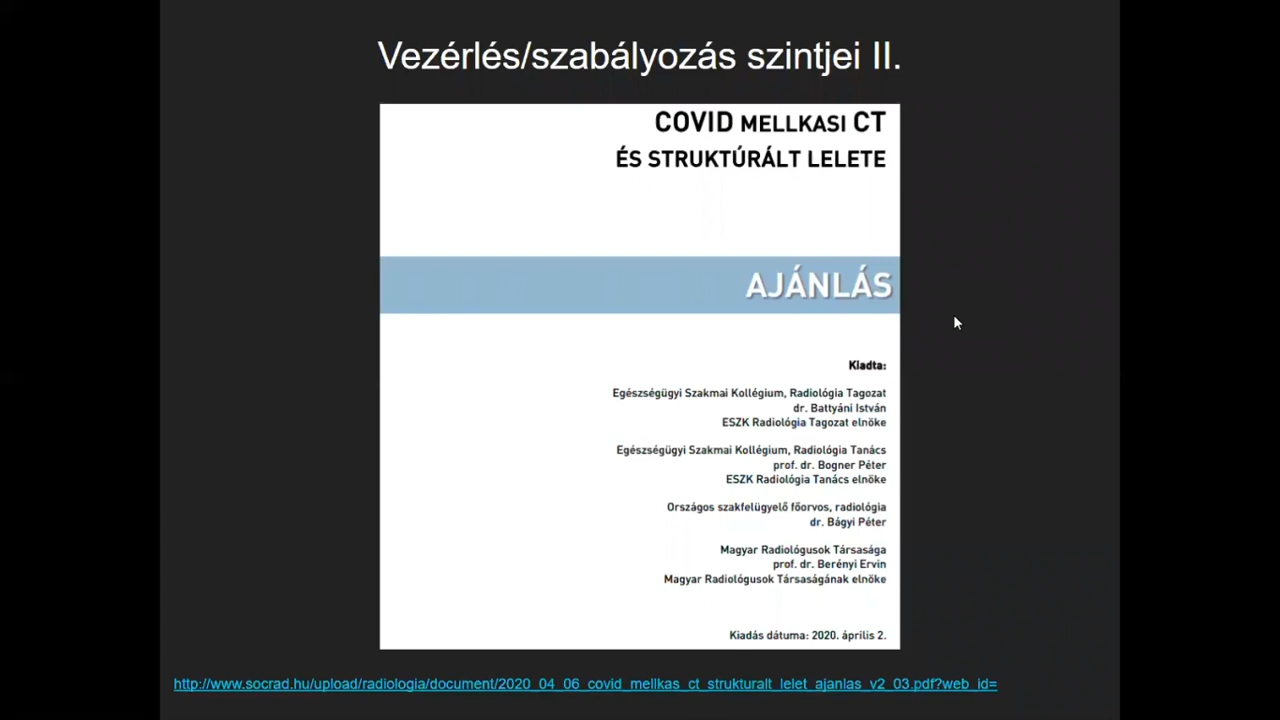 Vezérlés/szabályozás szintjei II.
COVID MELLKASI CT
ÉS STRUKTÚRÁLT LELETE
AJÁNLÁS
Kiadta:
Egészségügyi Szakmai Kollégium, Radiológia Tagozat
dr. Battyáni István
ESZK Radiológia Tagozat elnöke
Egészségügyi Szakmai Kollégium, Radiológia Tanács
prof. dr. Bogner Péter
ESZK Radiológia Tanács elnöke
Országos szakfelügyelő főorvos, radiológia
dr. Bágyi Péter
Magyar Radiológusok Társasága
prof. dr. Berényi Ervin
Magyar Radiológusok Társaságának elnöke
Kiadás dátuma: 2020. április 2.
http://www.socrad.hu/upload/radiologia/document/2020_04_06_covid_mellkas_ct_strukturalt_lelet_ajanlas_v2_03.pdf?web_id=